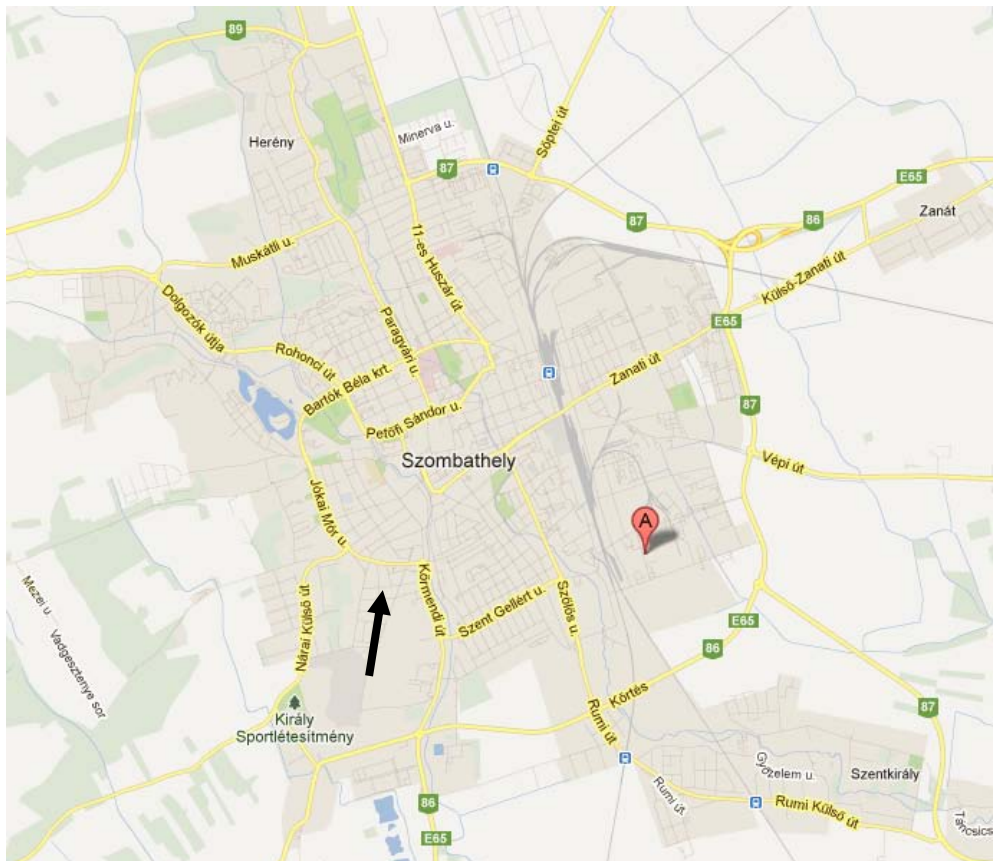 89
Herény
Minerva u.
87
Sóptei út
E65
Zanát
87
86
11-es Huszár út
Muskátli u.
Külső-Zanati út
Dolgozók útja
E65
Paragvári u.
Rohonci út
Zanati út
Bartók Béla krt.
87
Petőfi Sándor u.
Szombathely
Vépi út
Jókai Mór u.
A
Mezei u.
Vadgesztenye sor
Nárai Külső út
Körmendi út
Szent Gellért u.
Szőlős u.
E65
86
Körtés
87
Rumi út
Király
Sportlétesítmény
Győzelem u.
Szentkirály
Rumi út
86
Rumi Külső út
Táncsics
E65